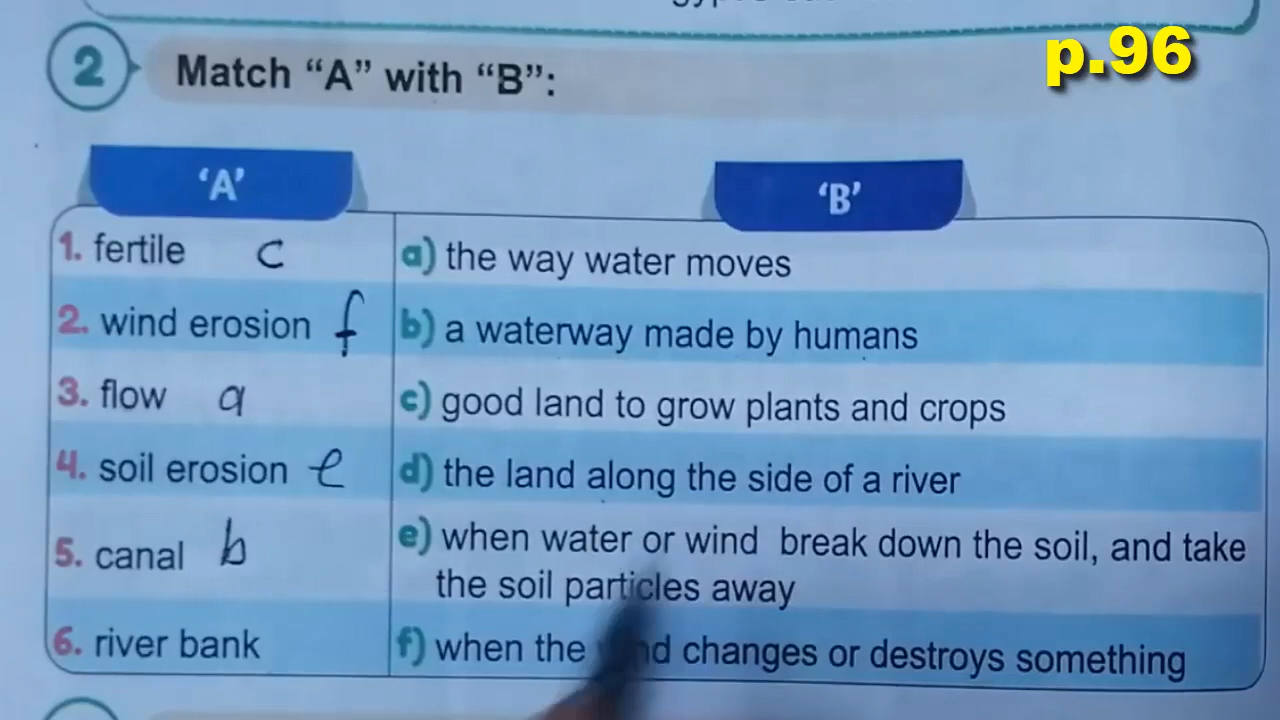 p.96
2 Match “A” with “B”:
‘A’
‘B’
1. fertile c
a) the way water moves
2. wind erosion f
b) a waterway made by humans
3. flow a
c) good land to grow plants and crops
4. soil erosion e
d) the land along the side of a river
5. canal b
e) when water or wind break down the soil, and take
the soil particles away
6. river bank
f) when the changes or destroys something